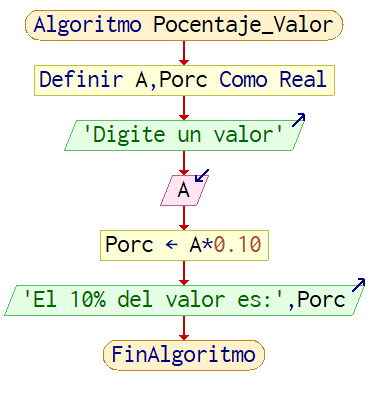 Algoritmo Pocentaje_Valor
Definir A,Porc Como Real
'Digite un valor'
A
Porc ← A*0.10
'El 10% del valor es:',Porc
FinAlgoritmo